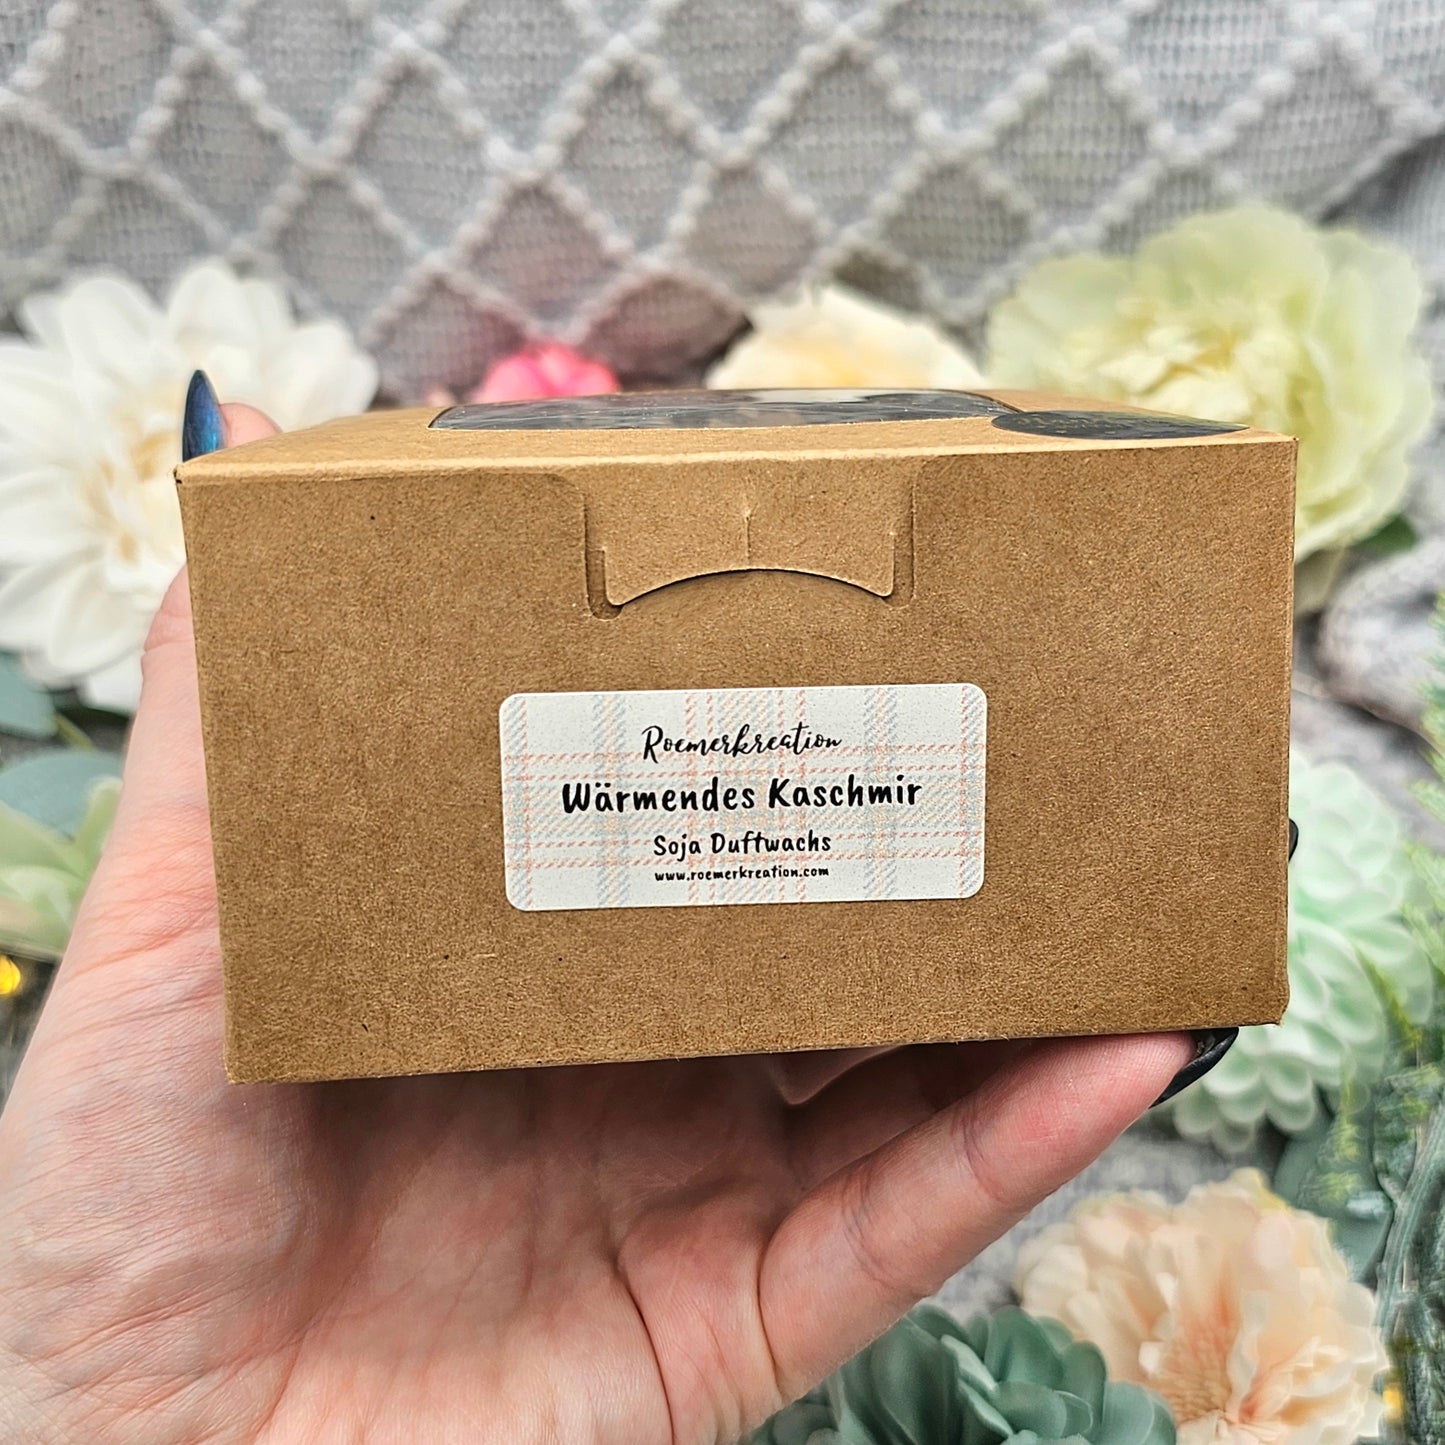 Roemerkreation
Wärmendes Kaschmir
Soja Duftwachs
www.roemerkreation.com